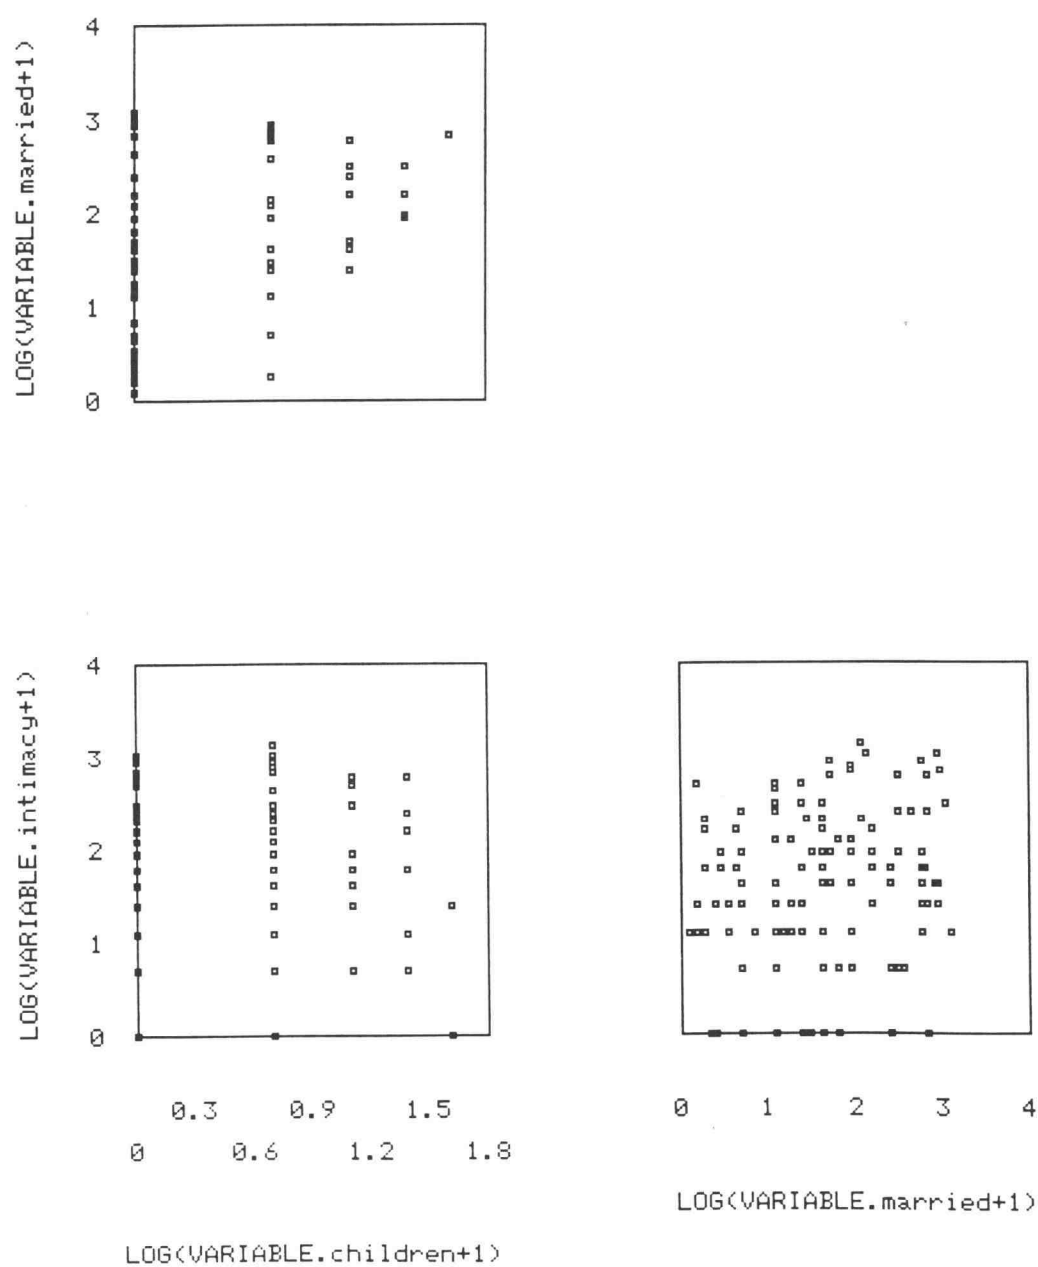 LOG(VARIABLE.married+1)
4
3
2
1
0
LOG(VARIABLE.intimacy+1)
4
3
2
1
0
0.3 0.9 1.5
0 0.6 1.2 1.8
LOG(VARIABLE.children+1)
0 1 2 3 4
LOG(VARIABLE.married+1)